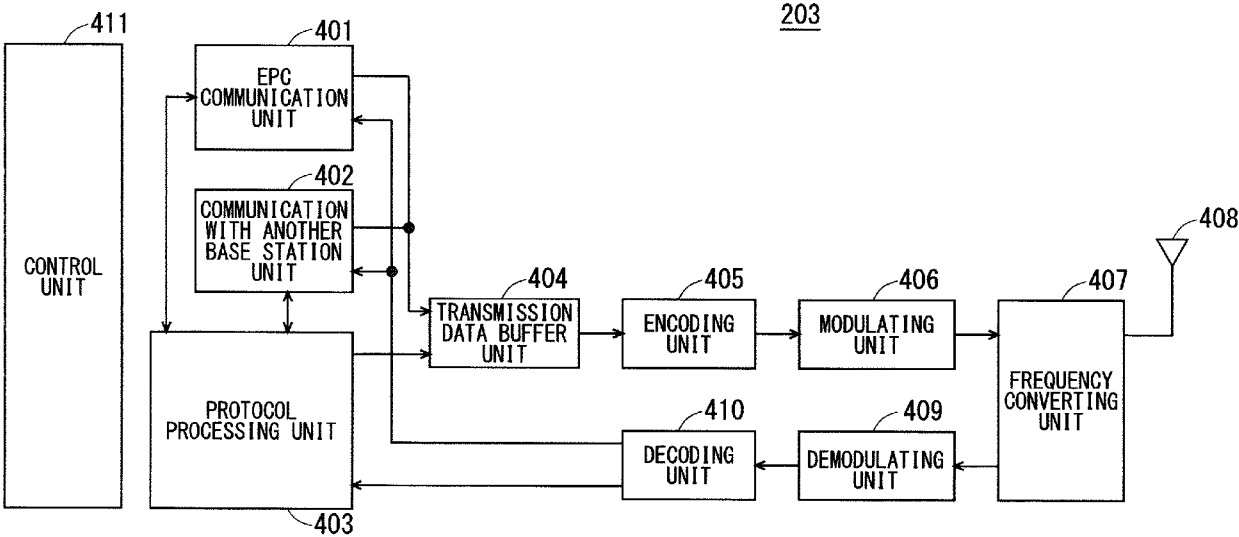 203
411
CONTROL
UNIT
401
EPC
COMMUNICATION
UNIT
402
COMMUNICATION
WITH ANOTHER
BASE STATION
UNIT
PROTOCOL
PROCESSING UNIT
403
404
TRANSMISSION
DATA BUFFER
UNIT
405
ENCODING
UNIT
406
MODULATING
UNIT
407
FREQUENCY
CONVERTING
UNIT
408
409
DEMODULATING
UNIT
410
DECODING
UNIT